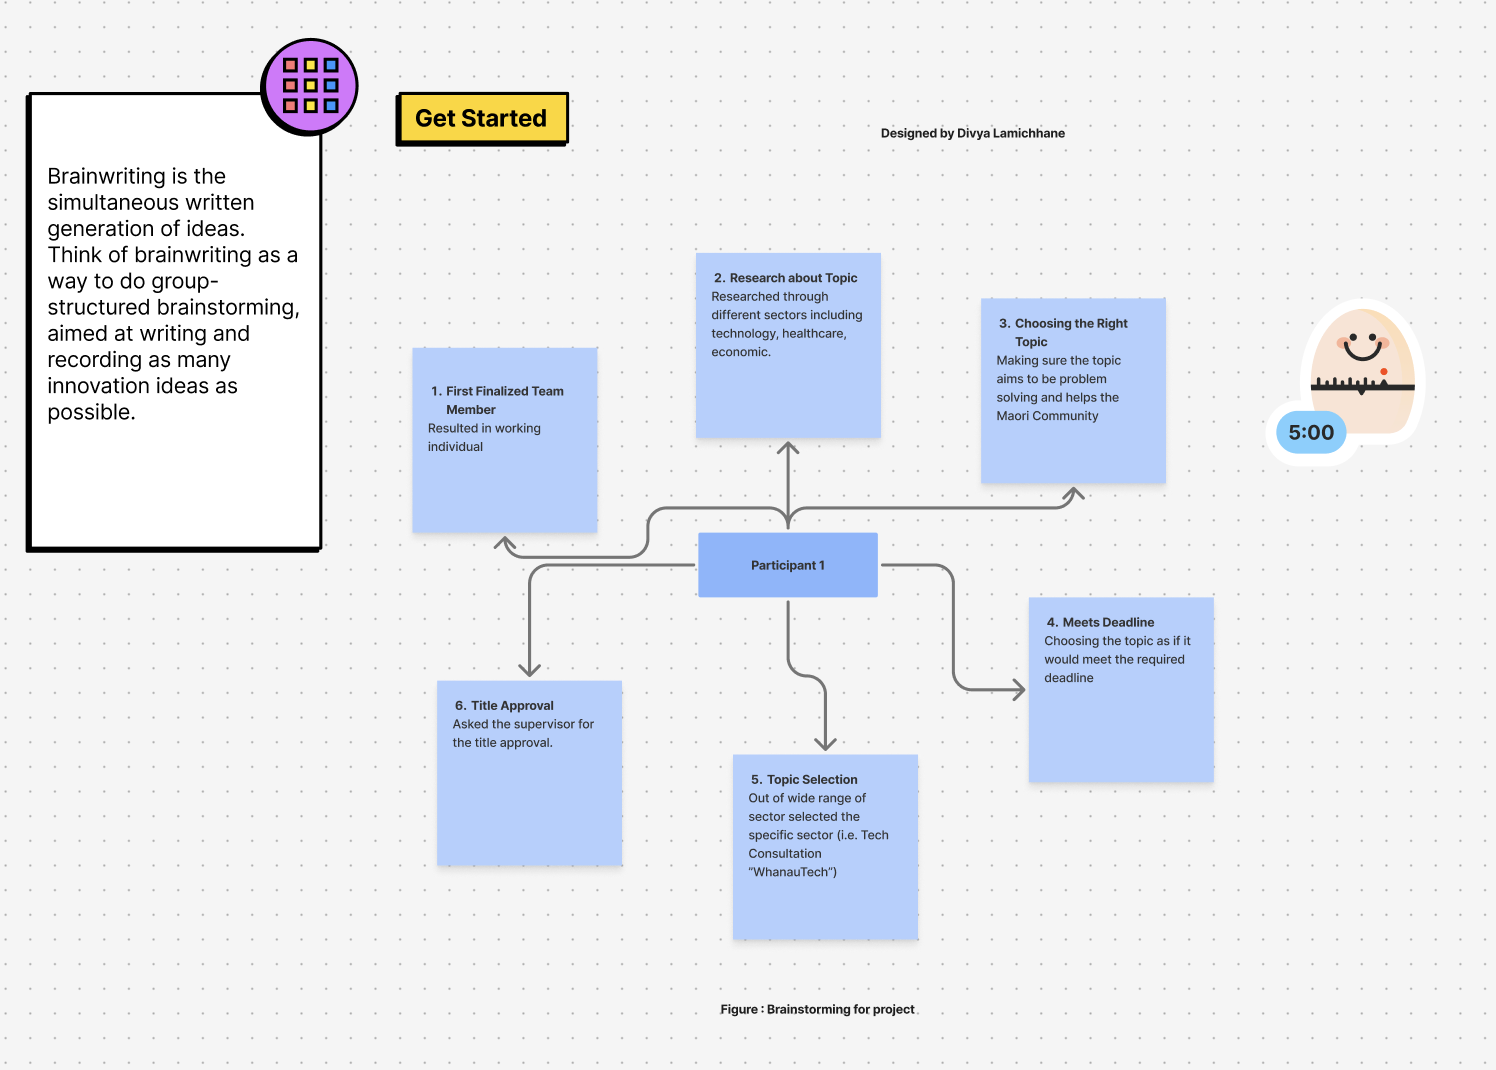 Brainwriting is the
simultaneous written
generation of ideas.
Think of brainwriting as a
way to do group-
structured brainstorming,
aimed at writing and
recording as many
innovation ideas as
possible.
Get Started
Designed by Divya Lamichhane
1. First Finalized Team
Member
Resulted in working
individual
2. Research about Topic
Researched through
different sectors including
technology, healthcare,
economic.
3. Choosing the Right
Topic
Making sure the topic
aims to be problem
solving and helps the
Maori Community
5:00
Participant 1
4. Meets Deadline
Choosing the topic as if it
would meet the required
deadline
5. Topic Selection
Out of wide range of
sector selected the
specific sector (i.e. Tech
Consultation
“WhanauTech”)
6. Title Approval
Asked the supervisor for
the title approval.
Figure : Brainstorming for project